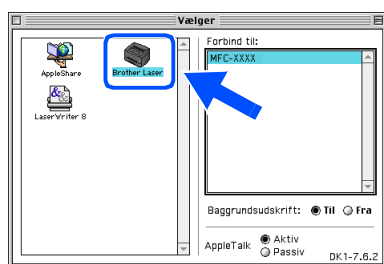 Vælger
AppleShare
Brother Laser
LaserWriter 8
Forbind til:
MFC-XXXX
Baggrundsudskrift: Til Fra
AppleTalk Aktiv
Passiv
DK1-7.6.2